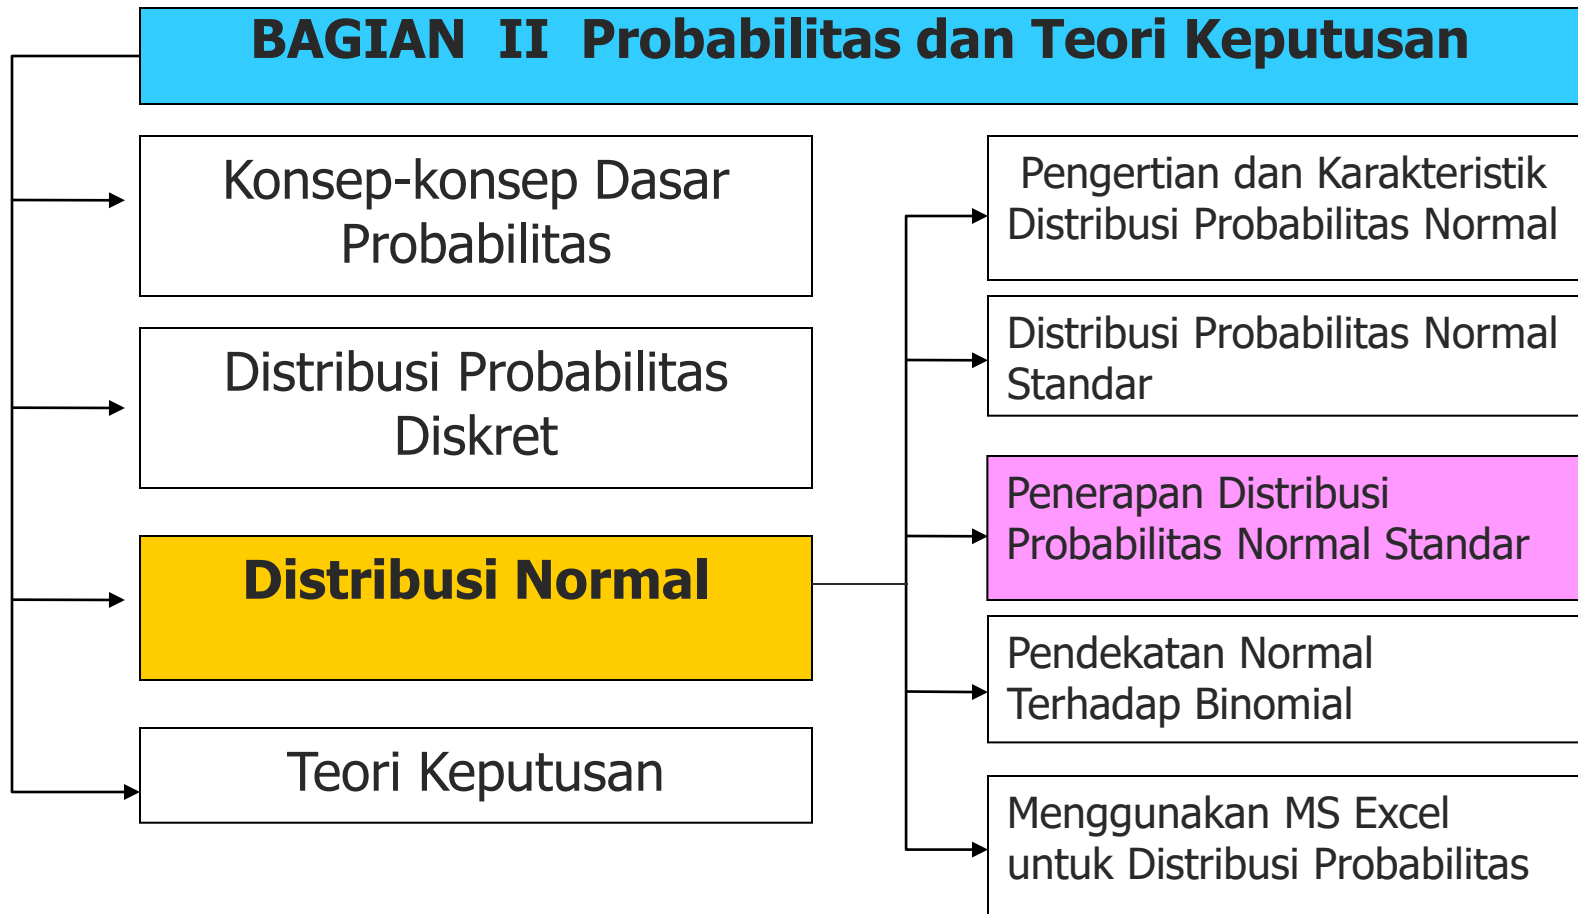 BAGIAN II Probabilitas dan Teori Keputusan
Konsep-konsep Dasar
Probabilitas
Distribusi Probabilitas
Diskret
Distribusi Normal
Teori Keputusan
Pengertian dan Karakteristik
Distribusi Probabilitas Normal
Distribusi Probabilitas Normal
Standar
Penerapan Distribusi
Probabilitas Normal Standar
Pendekatan Normal
Terhadap Binomial
Menggunakan MS Excel
untuk Distribusi Probabilitas